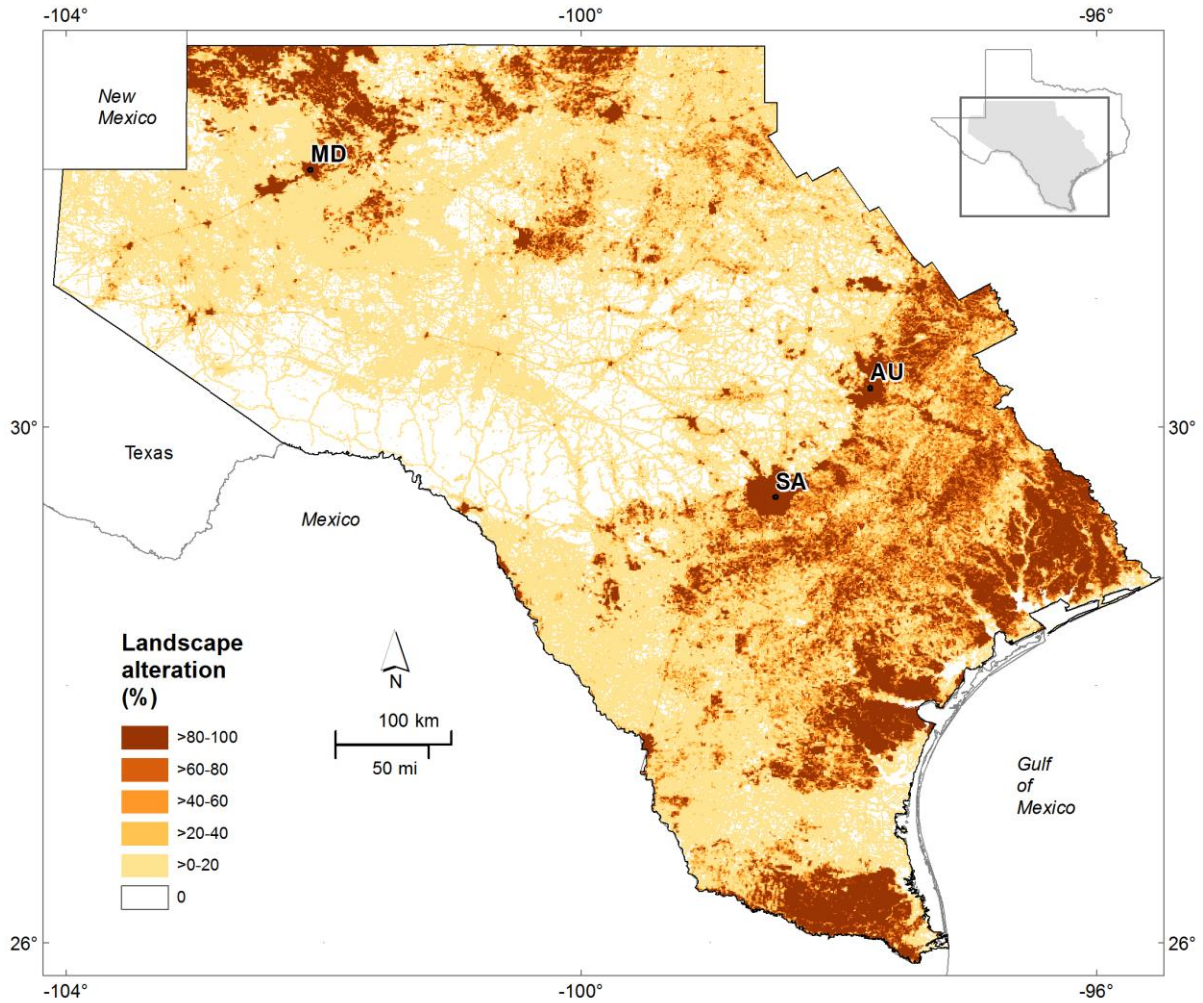 -104°
-100°
-96°
New
Mexico
MD
AU
30°
30°
SA
Texas
Mexico
Landscape
alteration
(%)
N
100 km
50 mi
>80-100
>60-80
>40-60
>20-40
>0-20
0
Gulf
of
Mexico
26°
26°
-104°
-100°
-96°